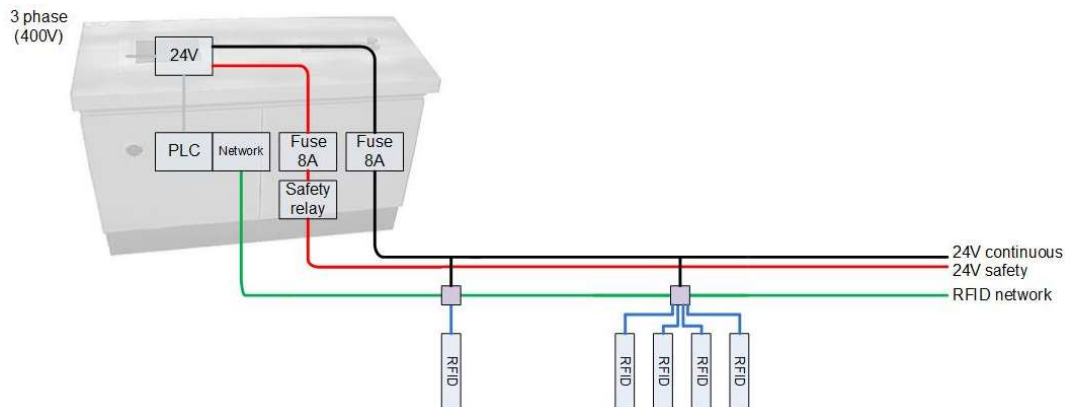 3 phase
(400V)
24V
PLC
Network
Fuse
8A
Fuse
8A
Safety
relay
24V continuous
24V safety
RFID network
RFID
RFID
RFID
RFID
RFID